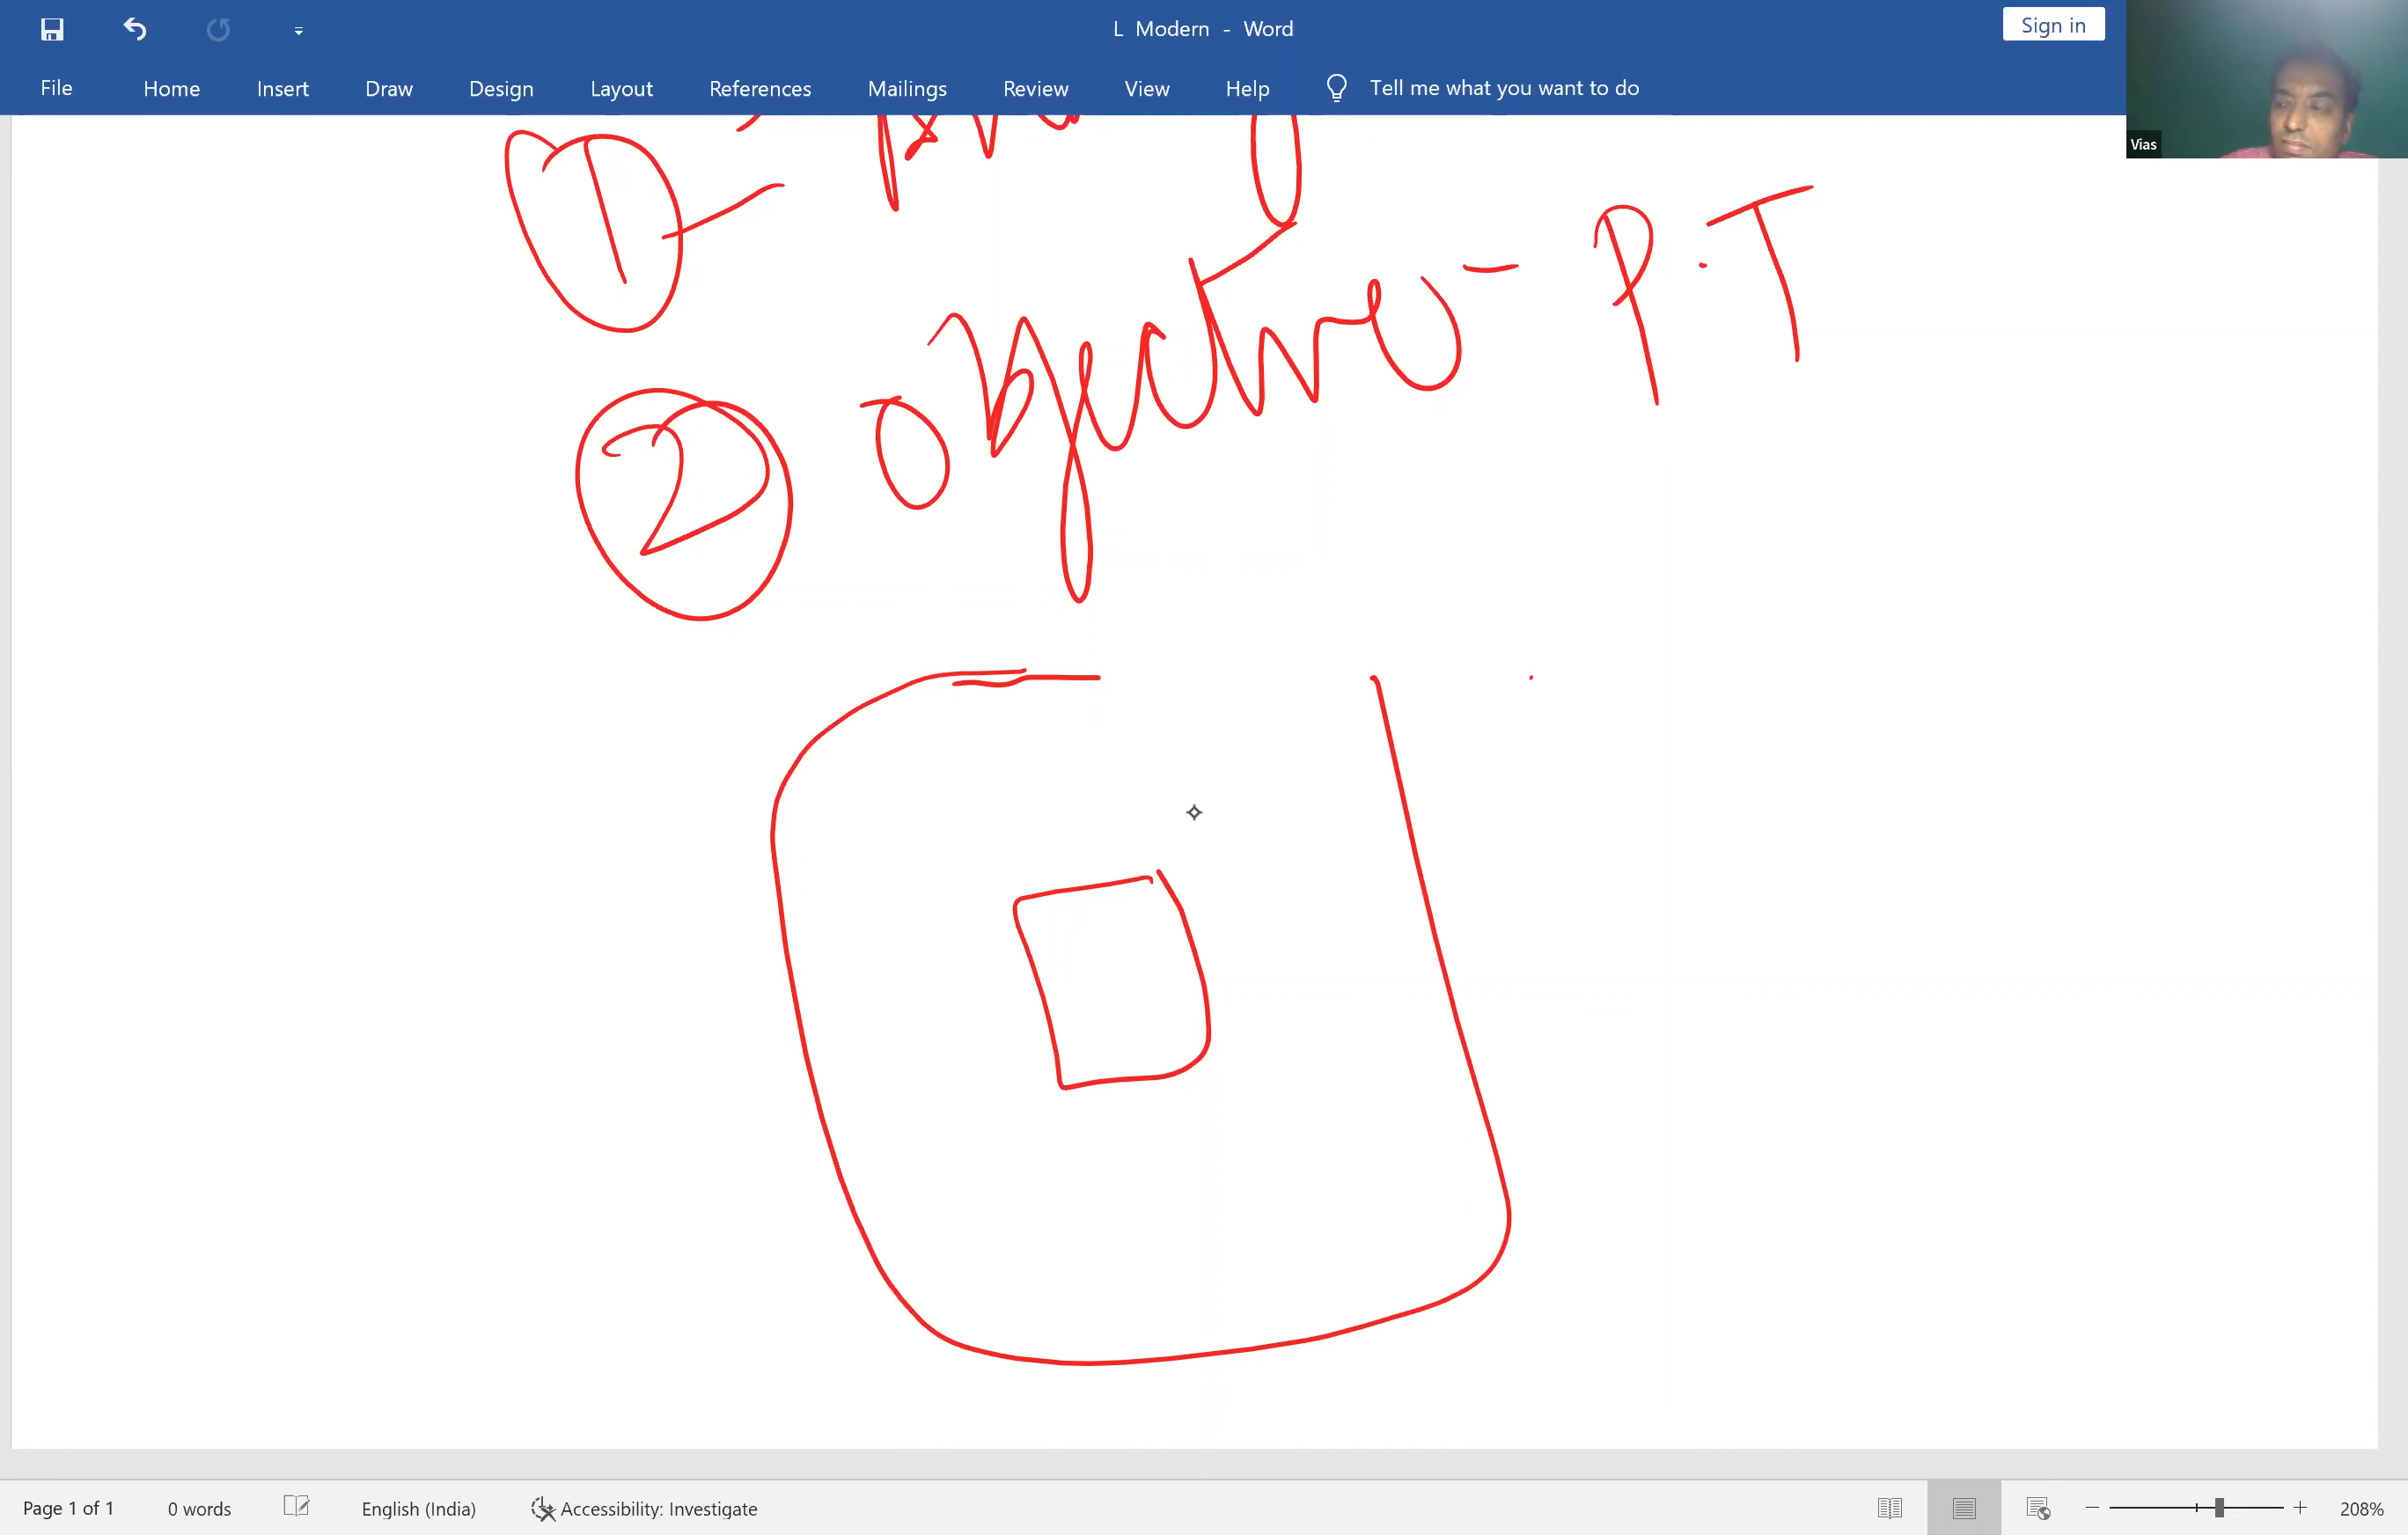 L Modern - Word
Sign in
File Home Insert Draw Design Layout References Mailings Review View Help Tell me what you want to do
Vias
1
2 objective - P.T
Page 1 of 1 0 words English (India) Accessibility: Investigate 208%